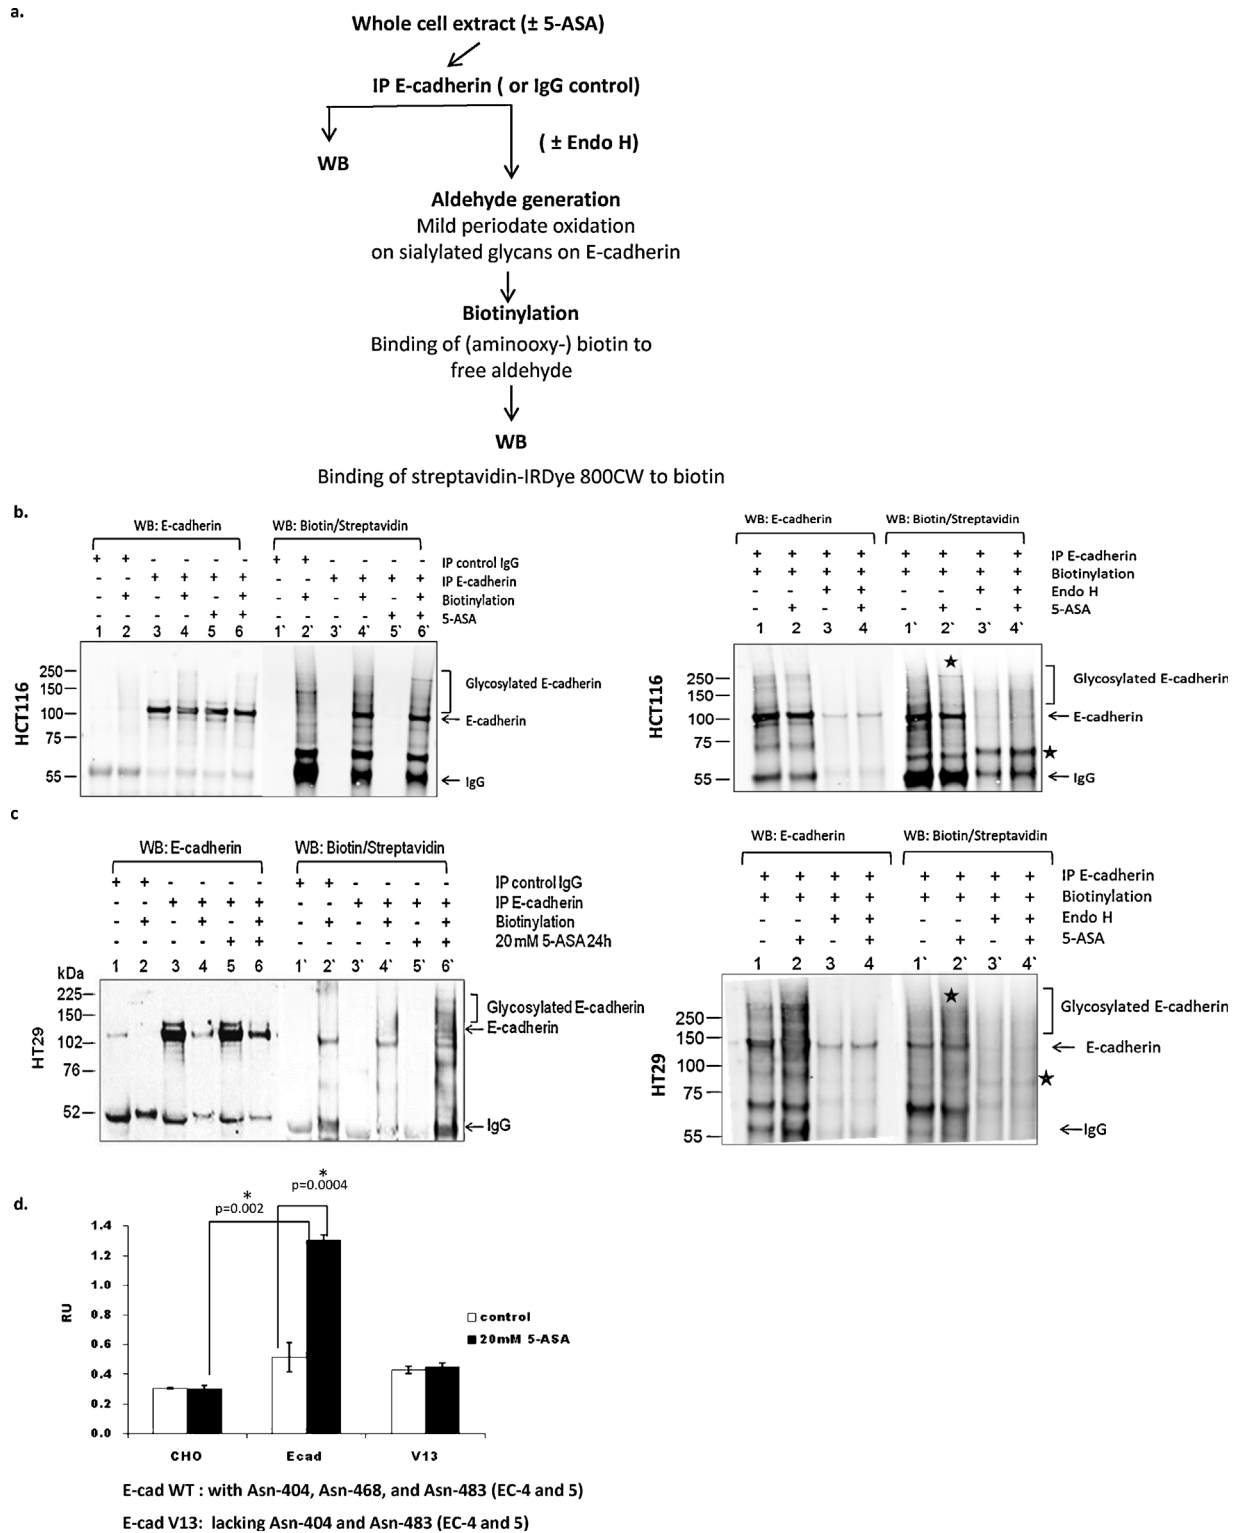 a.
Whole cell extract (± 5-ASA)
IP E-cadherin ( or IgG control)
( ± Endo H)
WB
Aldehyde generation
Mild periodate oxidation
on sialylated glycans on E-cadherin
Biotinylation
Binding of (aminooxy-) biotin to
free aldehyde
WB
Binding of streptavidin-IRDye 800CW to biotin
b.
WB: E-cadherin WB: Biotin/Streptavidin
+ + - - - - + + - - - - IP control IgG
- - + + + + - - + + + + IP E-cadherin
- + - + - + - + - + - + Biotinylation
- - - - + + - - - - + + 5-ASA
1 2 3 4 5 6 1` 2` 3` 4` 5` 6`
HCT116
250
150
100
75
55
Glycosylated E-cadherin
E-cadherin
IgG
WB: E-cadherin WB: Biotin/Streptavidin
+ + + + + + + + IP E-cadherin
+ + + + + + + + Biotinylation
- - + + - - + + Endo H
- + - + - + - + 5-ASA
1 2 3 4 1` 2` 3` 4`
HCT116
250
150
100
75
55
Glycosylated E-cadherin
E-cadherin
IgG
c
WB: E-cadherin WB: Biotin/Streptavidin
+ + - - - - + + - - - - IP control IgG
- - + + + + - - + + + + IP E-cadherin
- + - + - + - + - + - + Biotinylation
- - - - + + - - - - + + 20 mM 5-ASA 24h
1 2 3 4 5 6 1` 2` 3` 4` 5` 6`
kDa
HT29
225
150
102
76
52
Glycosylated E-cadherin
E-cadherin
IgG
WB: E-cadherin WB: Biotin/Streptavidin
+ + + + + + + + IP E-cadherin
+ + + + + + + + Biotinylation
- - + + - - + + Endo H
- + - + - + - + 5-ASA
1 2 3 4 1` 2` 3` 4`
HT29
250
150
100
75
55
Glycosylated E-cadherin
E-cadherin
IgG
d.
*
p=0.0004
*
p=0.002
RU
1.4
1.2
1.0
0.8
0.6
0.4
0.2
0.0
control
20mM 5-ASA
CHO Ecad V13
E-cad WT : with Asn-404, Asn-468, and Asn-483 (EC-4 and 5)
E-cad V13: lacking Asn-404 and Asn-483 (EC-4 and 5)